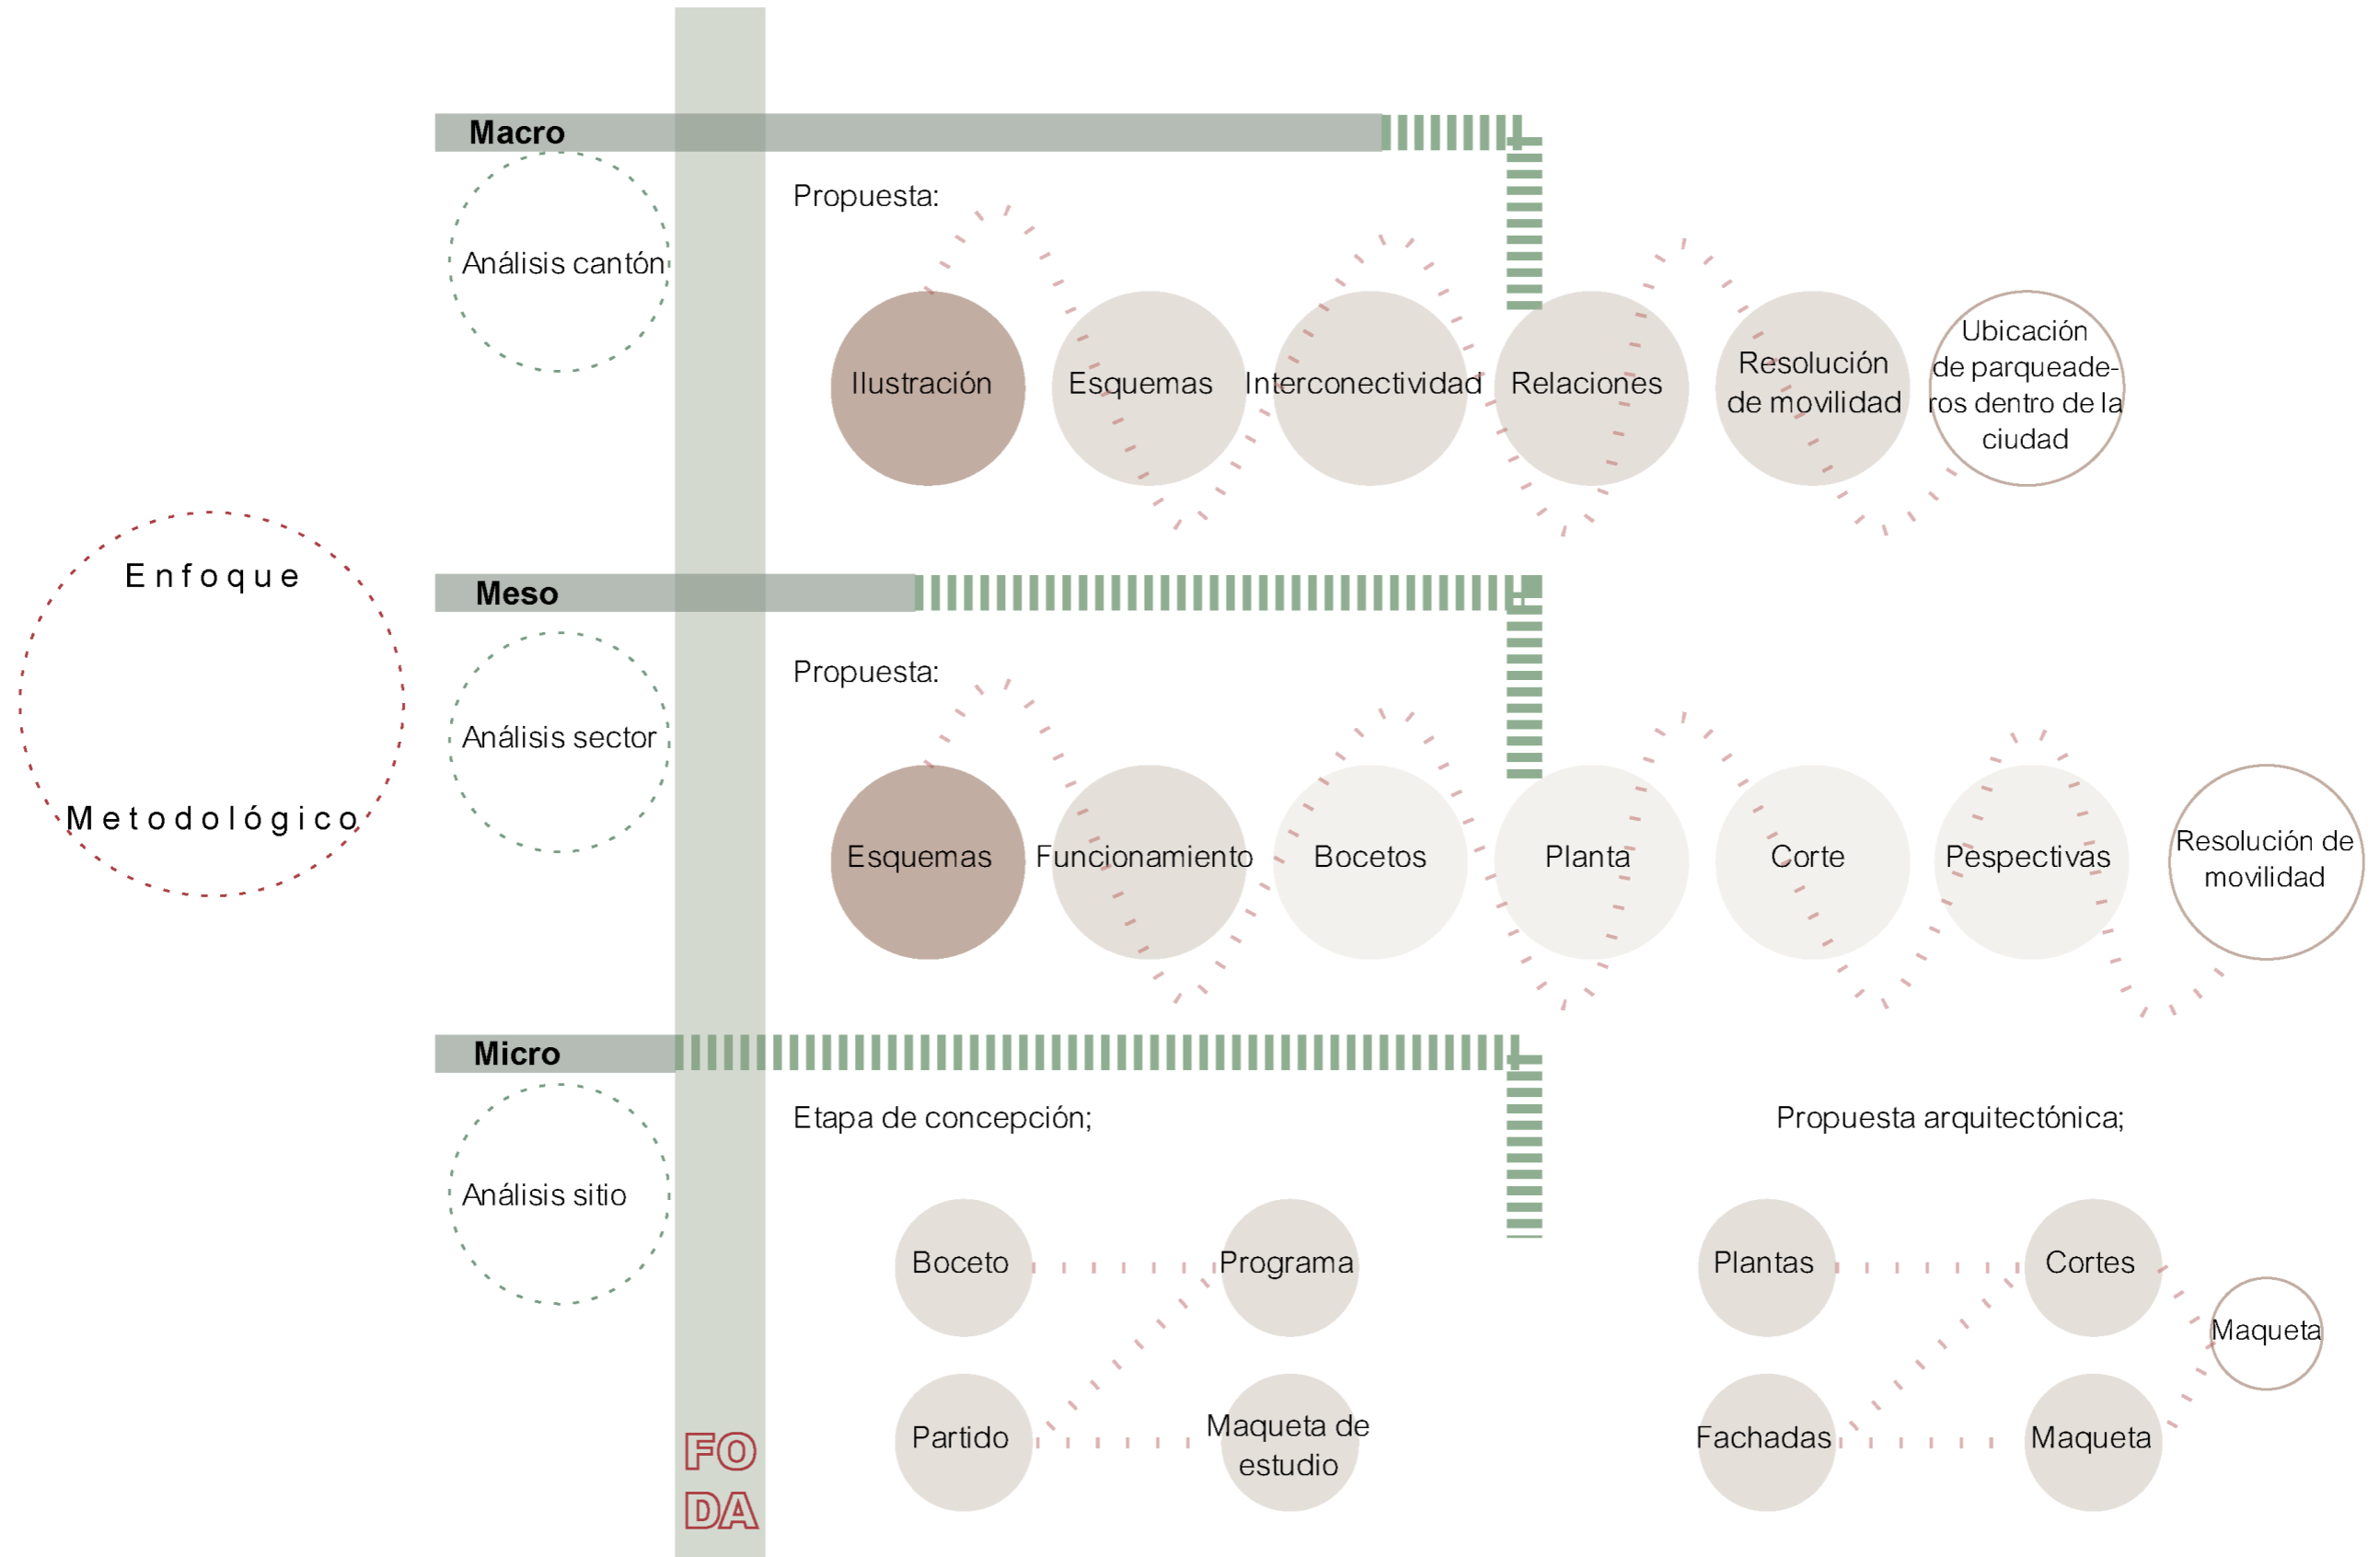 Enfoque
Metodológico
Macro
Análisis cantón
Propuesta:
Ilustración
Esquemas
Interconectividad
Relaciones
Resolución
de movilidad
Ubicación
de parqueade-
ros dentro de la
ciudad
Meso
Análisis sector
Propuesta:
Esquemas
Funcionamiento
Bocetos
Planta
Corte
Pespectivas
Resolución de
movilidad
Micro
Análisis sitio
Etapa de concepción;
Boceto
Programa
Partido
Maqueta de
estudio
Propuesta arquitectónica;
Plantas
Cortes
Fachadas
Maqueta
Maqueta
FO
DA